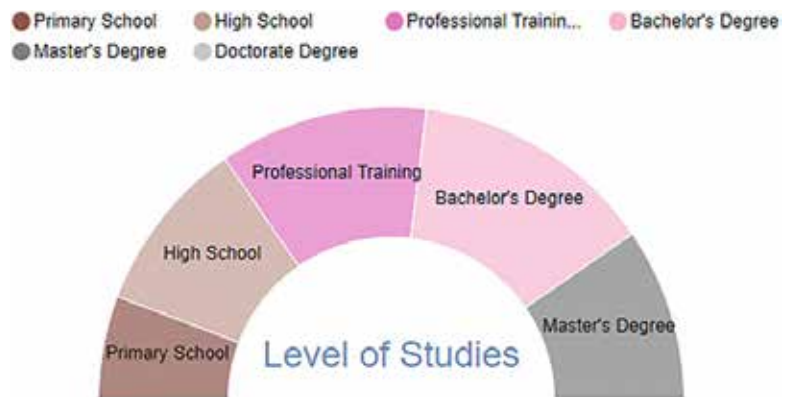 Primary School High School Professional Trainin... Bachelor's Degree
Master's Degree Doctorate Degree
Professional Training
Bachelor's Degree
High School
Master's Degree
Primary School
Level of Studies